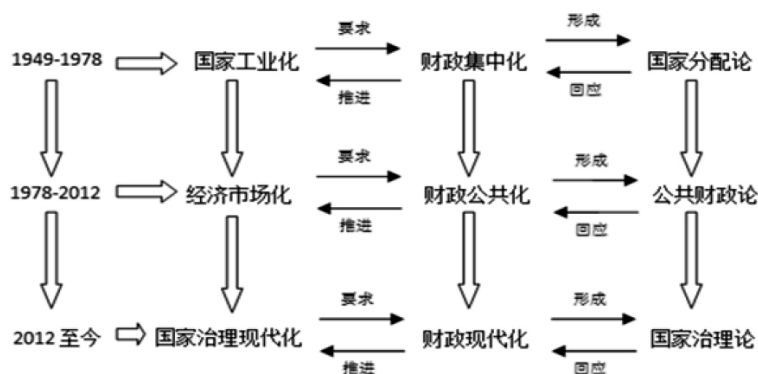 要求 形成
1949-1978 国家工业化 财政集中化 国家分配论
推进 回应
要求 形成
1978-2012 经济市场化 财政公共化 公共财政论
推进 回应
要求 形成
2012 至今 国家治理现代化 财政现代化 国家治理论
推进 回应